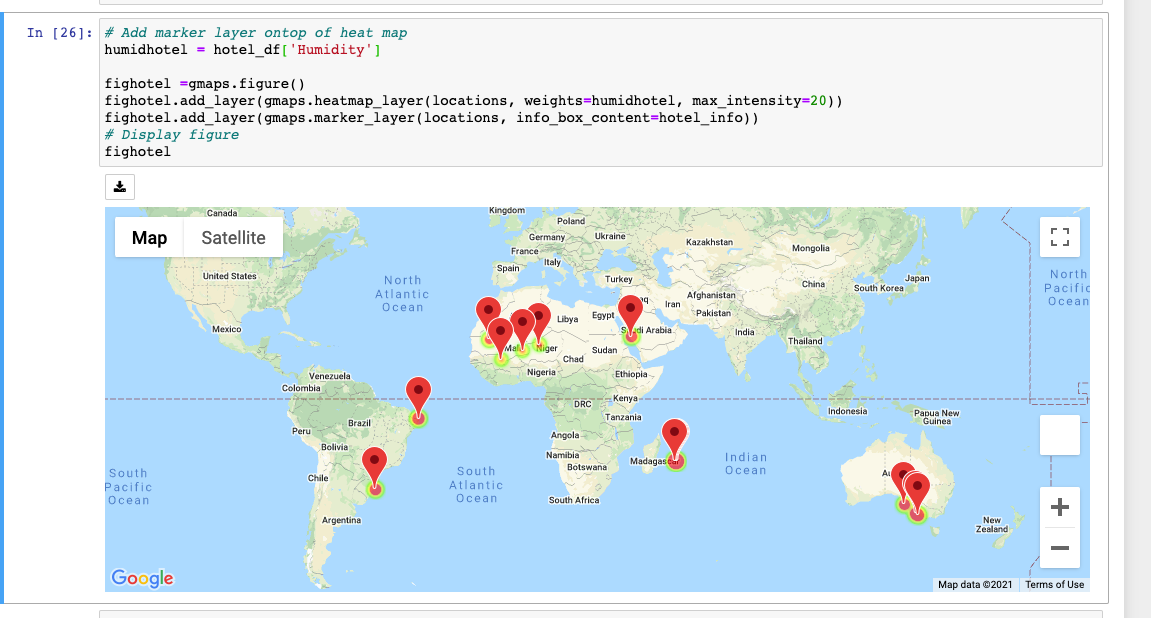 In [26]:
# Add marker layer ontop of heat map
humidhotel = hotel_df['Humidity']
fighotel =gmaps.figure()
fighotel.add_layer(gmaps.heatmap_layer(locations, weights=humidhotel, max_intensity=20))
fighotel.add_layer(gmaps.marker_layer(locations, info_box_content=hotel_info))
# Display figure
fighotel
Map
Satellite
Canada
Kingdom
Poland
Germany
Ukraine
France
Kazakhstan
Mongolia
Italy
Spain
United States
Turkey
North
Atlantic
Ocean
North
Pacific
Ocean
China
Japan
South Korea
Iran
Afghanistan
Pakistan
Libya
Egypt
Saudi Arabia
Mexico
India
Thailand
Mali
Niger
Chad
Sudan
Nigeria
Ethiopia
Venezuela
Colombia
DRC
Kenya
Tanzania
Indonesia
Papua New
Guinea
Brazil
Peru
Bolivia
Angola
Namibia
Botswana
Madagascar
Indian
Ocean
South
Pacific
Ocean
South
Atlantic
Ocean
Chile
South Africa
Argentina
New
Zealand
Google
Map data ©2021
Terms of Use